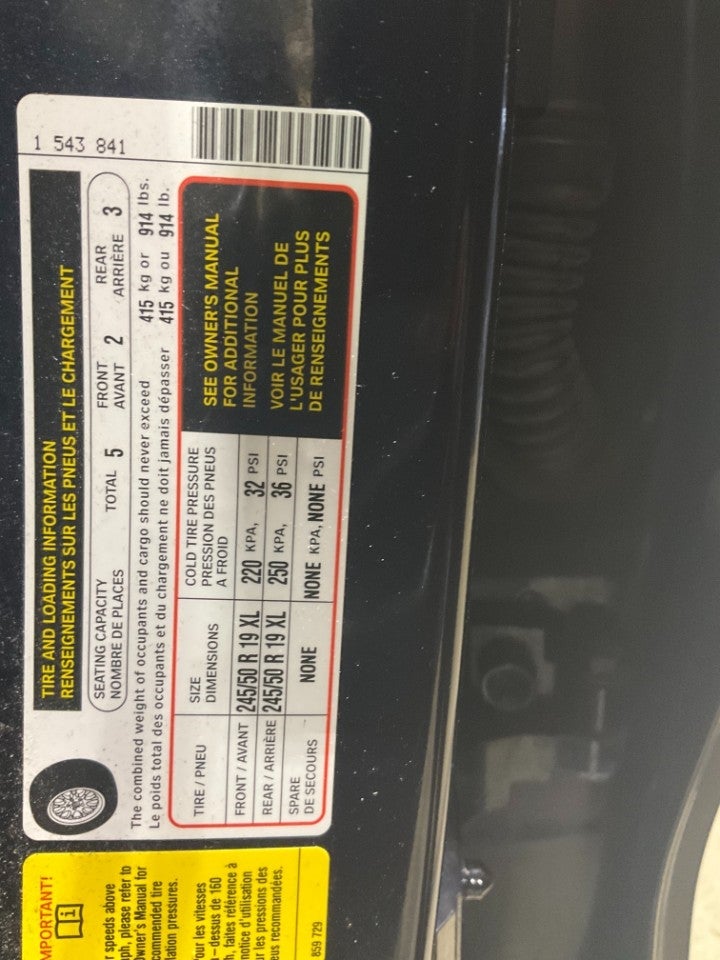 1 543 841
TIRE AND LOADING INFORMATION
RENSEIGNEMENTS SUR LES PNEUS ET LE CHARGEMENT
SEATING CAPACITY
NOMBRE DE PLACES
TOTAL 5
FRONT
AVANT 2
REAR
ARRIÈRE 3
The combined weight of occupants and cargo should never exceed 415 kg or 914 lbs.
Le poids total des occupants et du chargement ne doit jamais dépasser 415 kg ou 914 lb.
TIRE / PNEU
SIZE
DIMENSIONS
COLD TIRE PRESSURE
PRESSION DES PNEUS
A FROID
FRONT / AVANT 245/50 R 19 XL 220 KPA, 32 PSI
REAR / ARRIÈRE 245/50 R 19 XL 250 KPA, 36 PSI
SPARE
DE SECOURS
NONE NONE KPA, NONE PSI
SEE OWNER'S MANUAL
FOR ADDITIONAL
INFORMATION
VOIR LE MANUEL DE
L'USAGER POUR PLUS
DE RENSEIGNEMENTS
MPORTANT!
r speeds above
ph, please refer to
Owner's Manual for
commended tire
lation pressures.
our les vitesses
– dessus de 160
h, faites référence à
notice d'utilisation
ur les pressions des
eus recommandées.
859 729